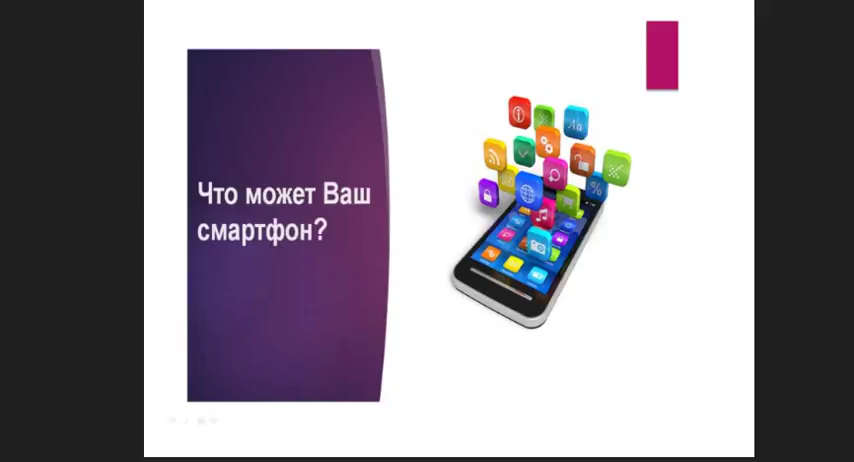 Что может Ваш
смартфон?